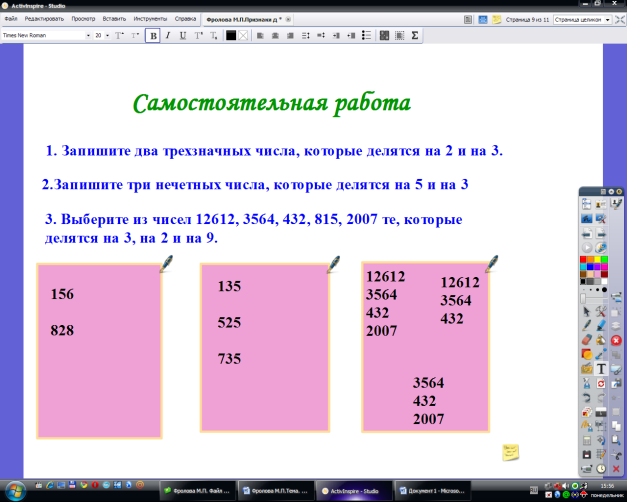 ActivInspire - Studio
Файл Редактировать Просмотр Вставить Инструменты Справка Фролова М.П.Признаки д * Страница 9 из 11 Страница целиком
Times New Roman 20 B I U Σ
Самостоятельная работа
1. Запишите два трехзначных числа, которые делятся на 2 и на 3.
2.Запишите три нечетных числа, которые делятся на 5 и на 3
3. Выберите из чисел 12612, 3564, 432, 815, 2007 те, которые
делятся на 3, на 2 и на 9.
156
828
135
525
735
12612
3564
432
2007
12612
3564
432
3564
432
2007
Фролова М.П. Файл ... Фролова М.П.Тема. ... ActivInspire - Studio Документ1 - Microso... 15:56
понедельник